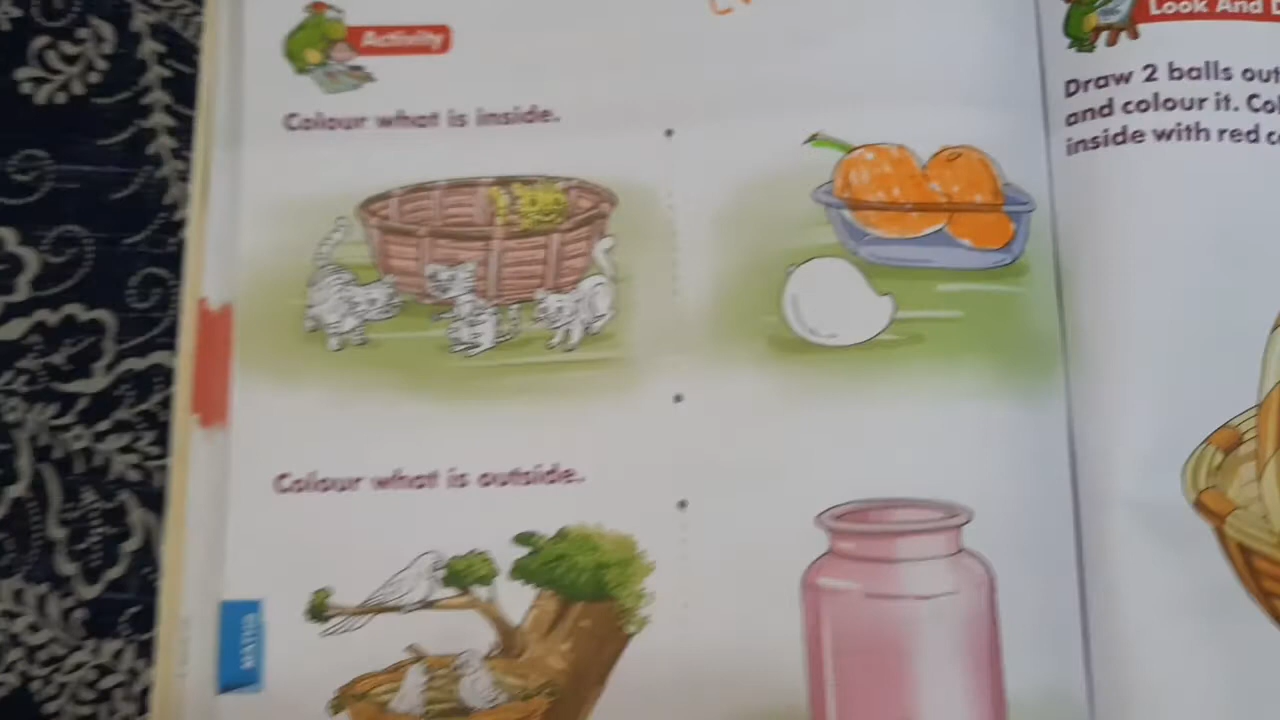 Activity
Colour what is inside.
Colour what is outside.
MATHS
Look And
Draw 2 balls out
and colour it. Co
inside with red c